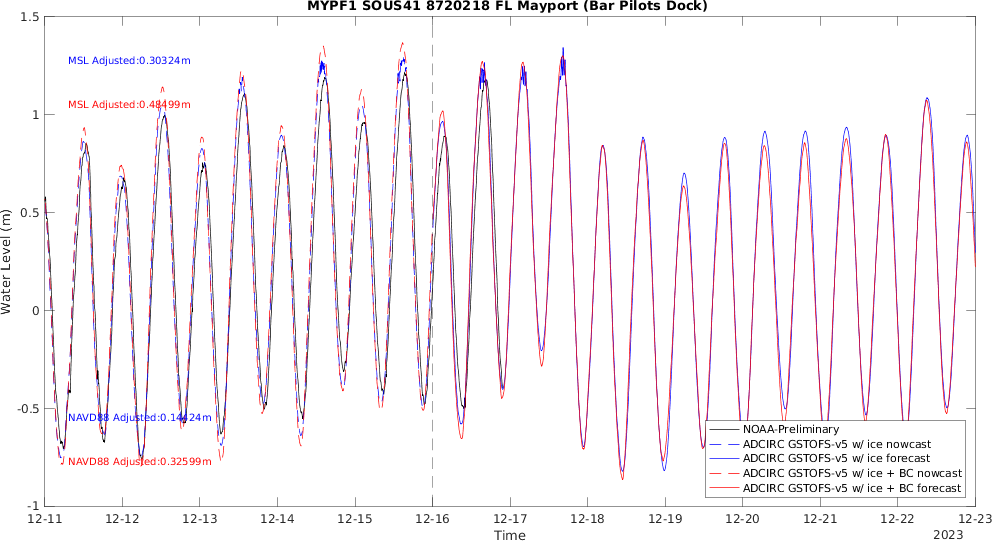 MYPF1 SOUS41 8720218 FL Mayport (Bar Pilots Dock)
1.5
1
0.5
0
-0.5
-1
Water Level (m)
MSL Adjusted:0.30324m
MSL Adjusted:0.48499m
NAVD88 Adjusted:0.14424m
NAVD88 Adjusted:0.32599m
NOAA-Preliminary
ADCIRC GSTOFS-v5 w/ ice nowcast
ADCIRC GSTOFS-v5 w/ ice forecast
ADCIRC GSTOFS-v5 w/ ice + BC nowcast
ADCIRC GSTOFS-v5 w/ ice + BC forecast
12-11 12-12 12-13 12-14 12-15 12-16 12-17 12-18 12-19 12-20 12-21 12-22 12-23
Time
2023